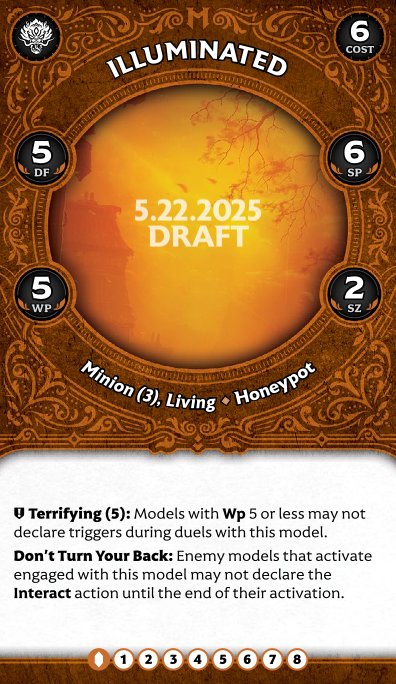 ILLUMINATED
6
COST
5
DF
6
SP
5.22.2025
DRAFT
5
WP
2
SZ
Minion (3), Living ◆ Honeypot
Terrifying (5): Models with Wp 5 or less may not
declare triggers during duels with this model.
Don't Turn Your Back: Enemy models that activate
engaged with this model may not declare the
Interact action until the end of their activation.
1 2 3 4 5 6 7 8